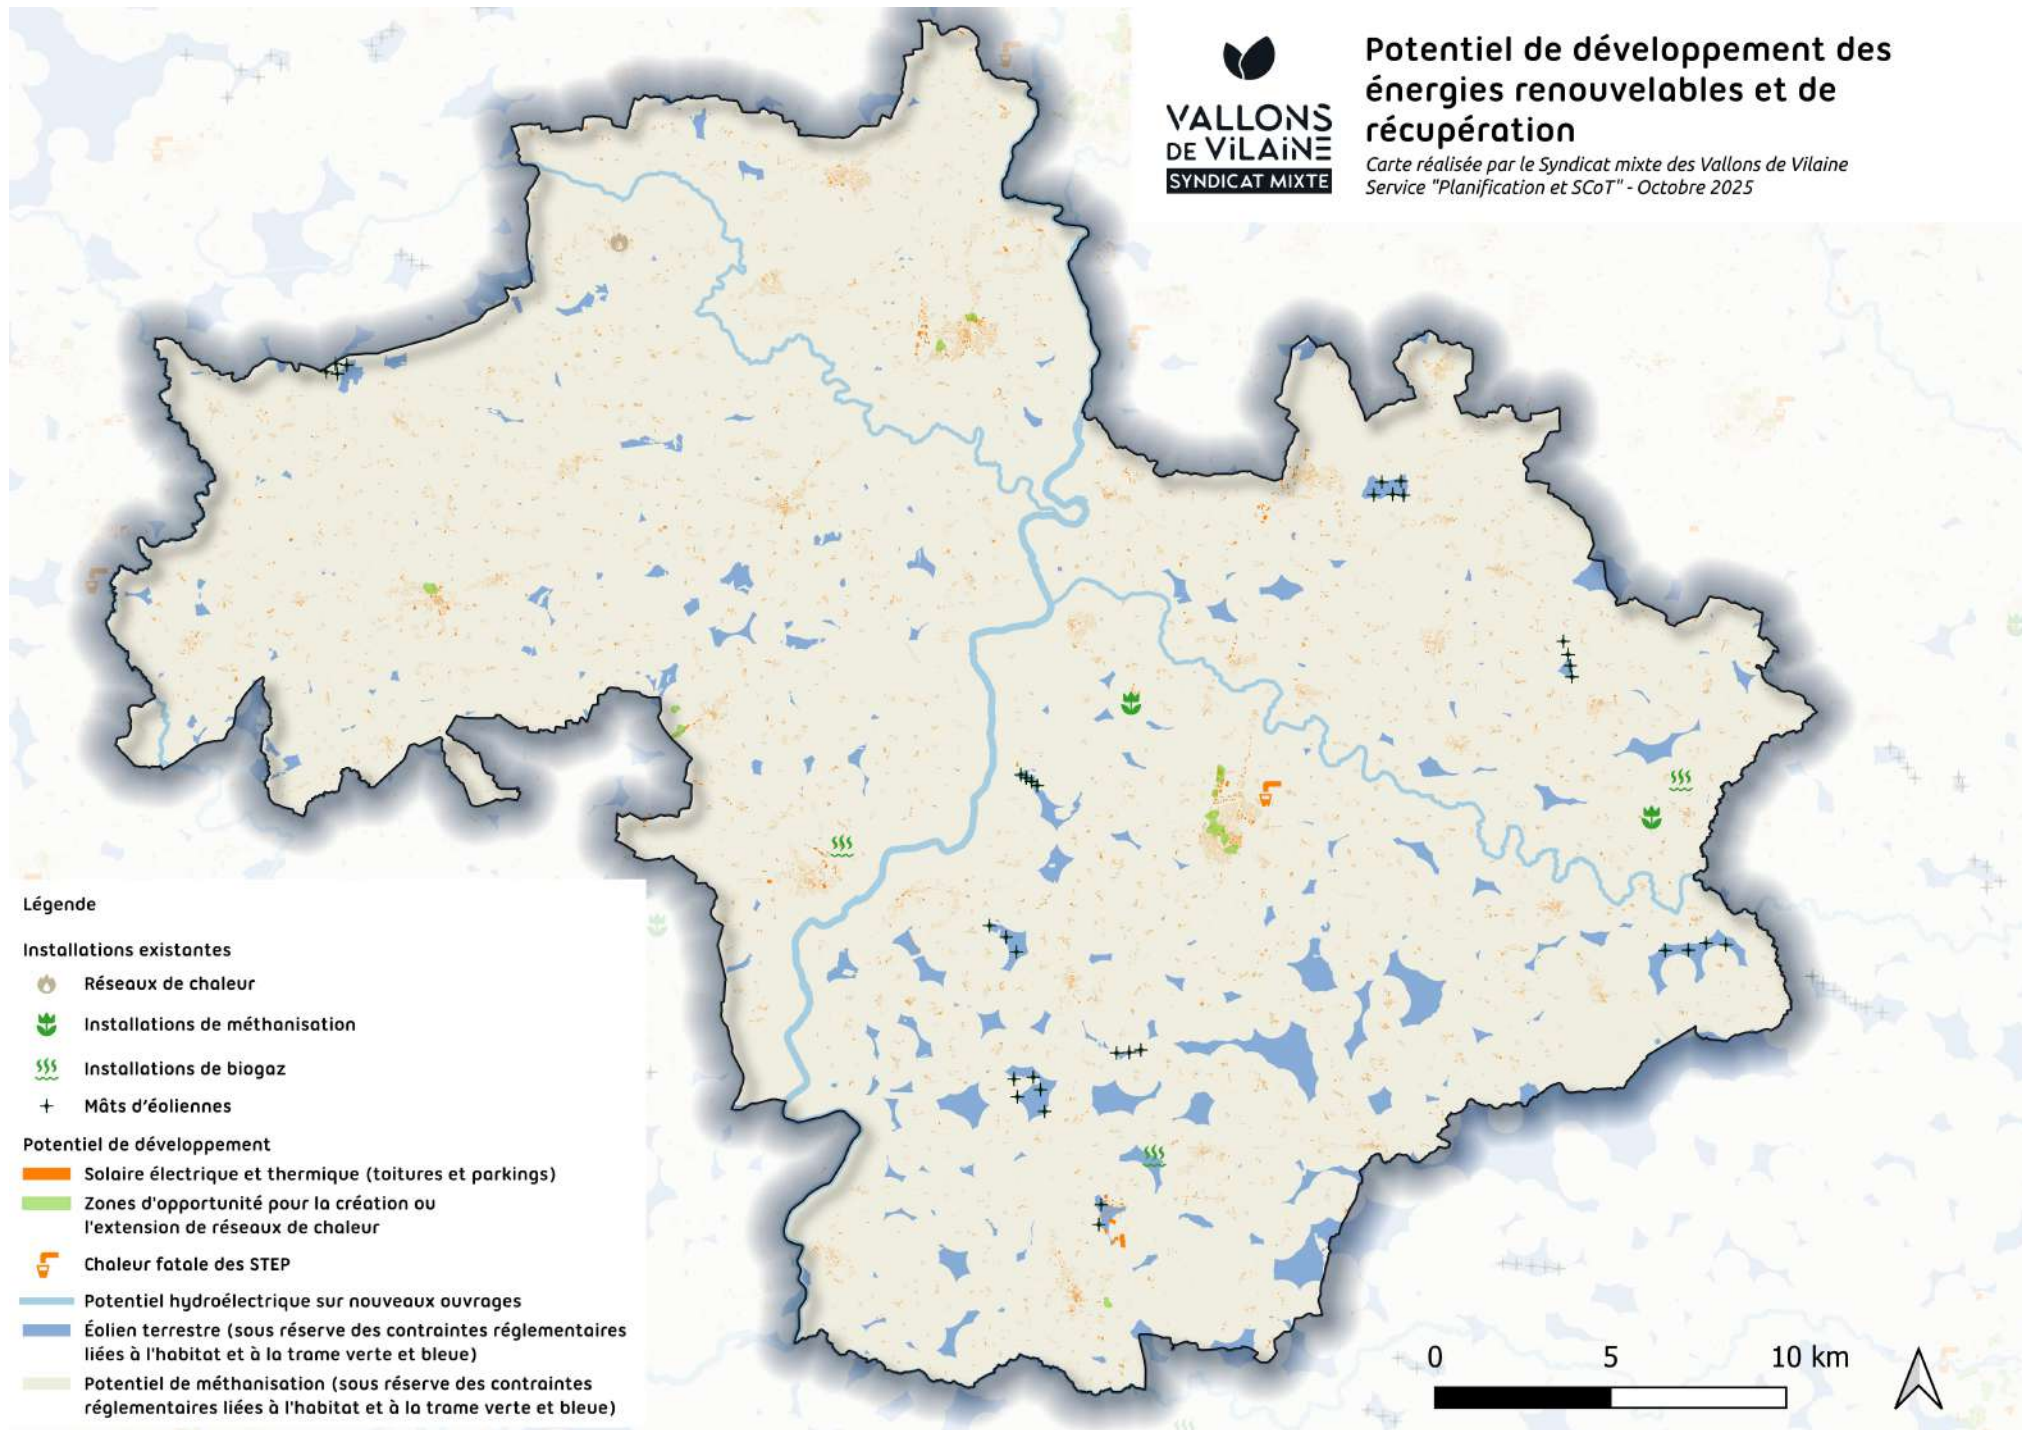 VALLONS
DE ViLAiNE
SYNDICAT MIXTE
Potentiel de développement des
énergies renouvelables et de
récupération
Carte réalisée par le Syndicat mixte des Vallons de Vilaine
Service "Planification et SCoT" - Octobre 2025
Légende
Installations existantes
Réseaux de chaleur
Installations de méthanisation
Installations de biogaz
Mâts d'éoliennes
Potentiel de développement
Solaire électrique et thermique (toitures et parkings)
Zones d'opportunité pour la création ou
l'extension de réseaux de chaleur
Chaleur fatale des STEP
Potentiel hydroélectrique sur nouveaux ouvrages
Éolien terrestre (sous réserve des contraintes réglementaires
liées à l'habitat et à la trame verte et bleue)
Potentiel de méthanisation (sous réserve des contraintes
réglementaires liées à l'habitat et à la trame verte et bleue)
0 5 10 km